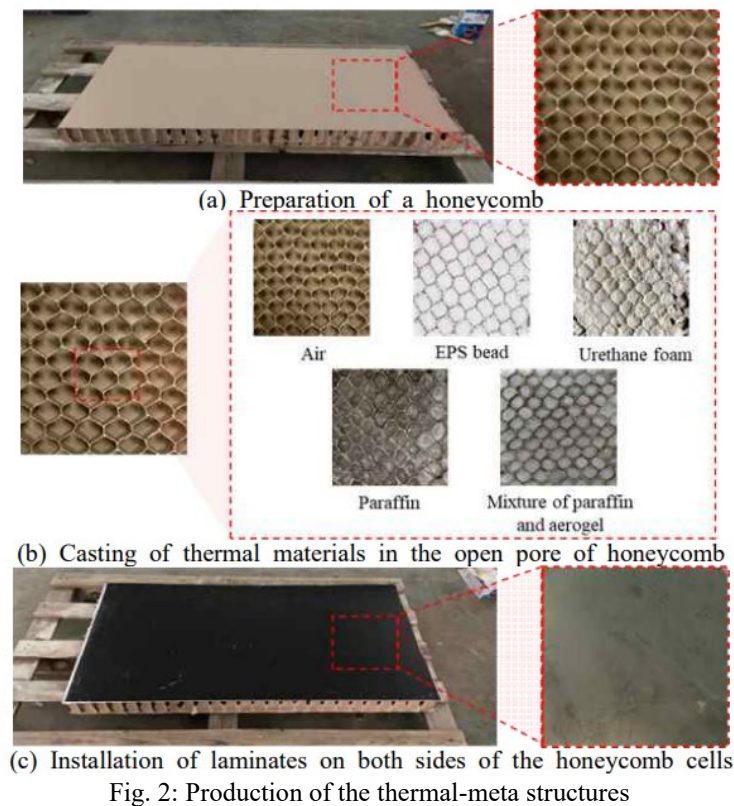 (a) Preparation of a honeycomb
Air
EPS bead
Urethane foam
Paraffin
Mixture of paraffin
and aerogel
(b) Casting of thermal materials in the open pore of honeycomb
(c) Installation of laminates on both sides of the honeycomb cells
Fig. 2: Production of the thermal-meta structures